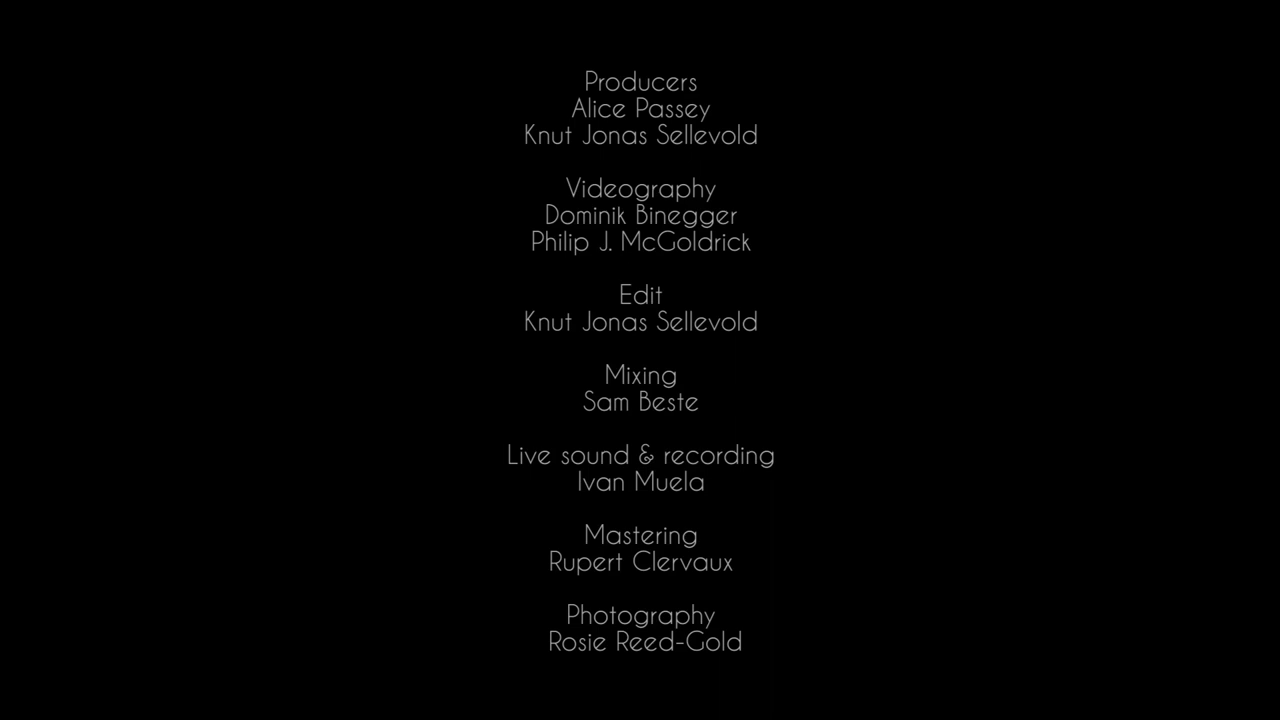 Producers
Alice Passey
Knut Jonas Sellevold
Videography
Dominik Binegger
Philip J. McGoldrick
Edit
Knut Jonas Sellevold
Mixing
Sam Beste
Live sound & recording
Ivan Muela
Mastering
Rupert Clervaux
Photography
Rosie Reed-Gold